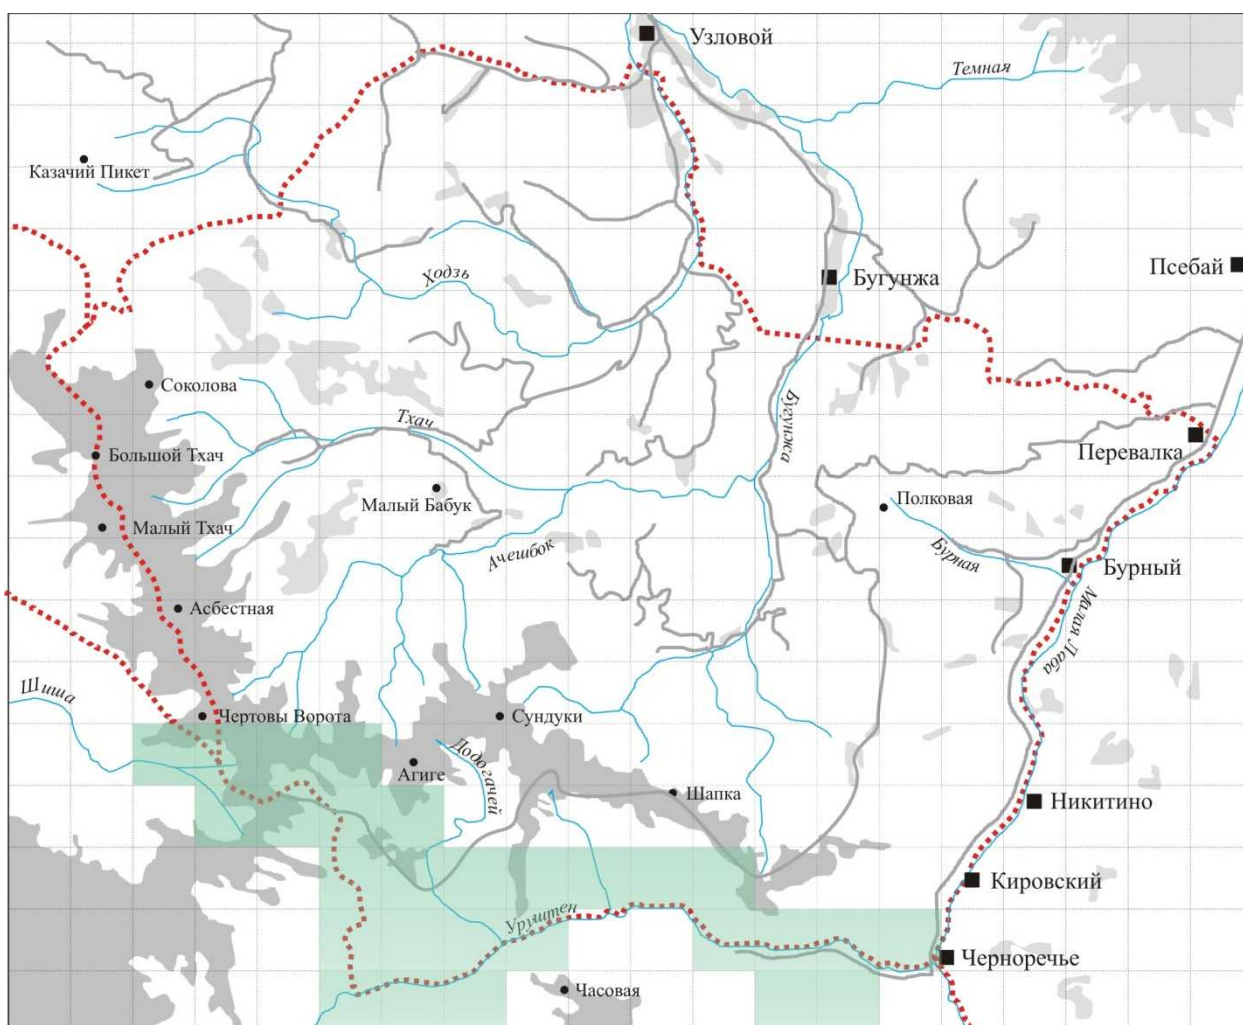 Узловой
Темная
Казачий Пикет
Ходзь
Бугунжа
Псебай
Соколова
Тхач
Бугунжа
Большой Тхач
Перевалка
Малый Бабук
Полковая
Малый Тхач
Ачешбок
Бурная
Бурный
Асбестная
Малая Лаба
Шиша
Чертовы Ворота
Сундуки
Додогачей
Агиге
Шапка
Никитино
Кировский
Уруштен
Черноречье
Часовая